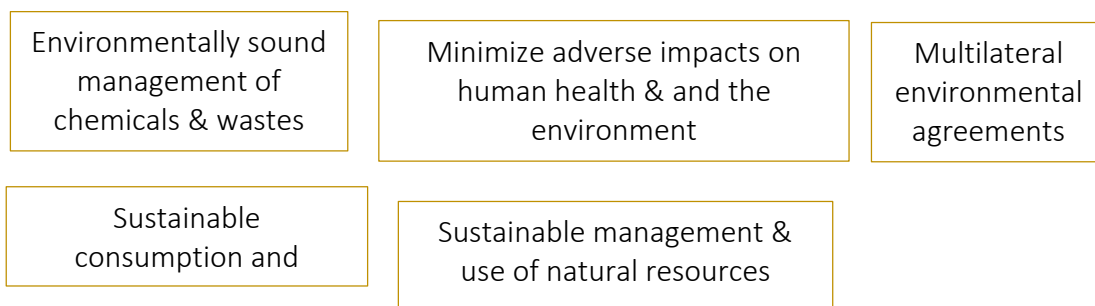 Environmentally sound
management of
chemicals & wastes
Minimize adverse impacts on
human health & and the
environment
Multilateral
environmental
agreements
Sustainable
consumption and
Sustainable management &
use of natural resources